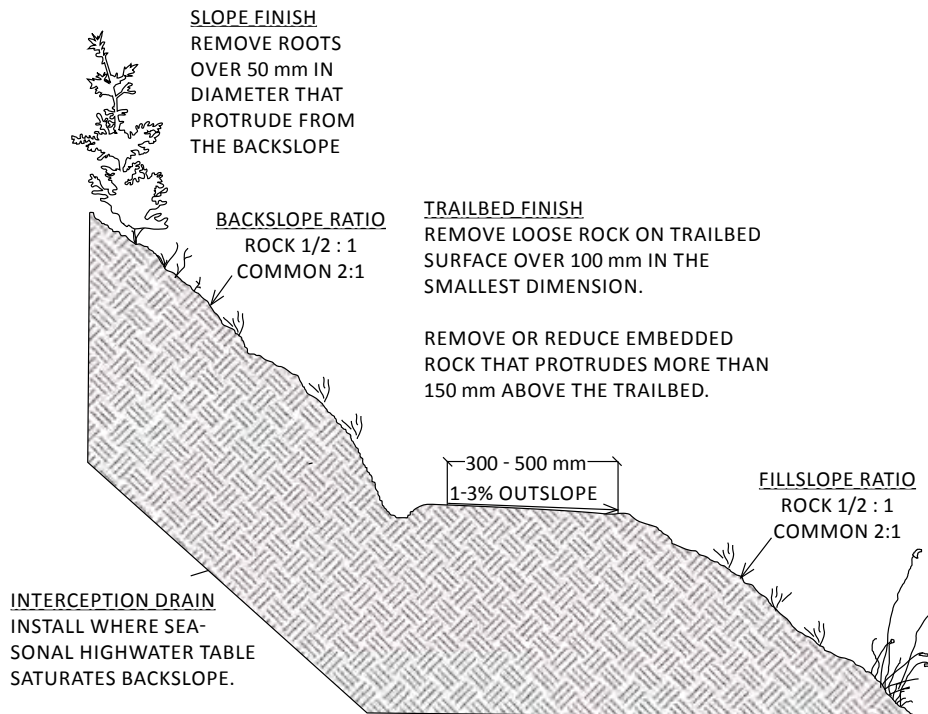 SLOPE FINISH
REMOVE ROOTS
OVER 50 mm IN
DIAMETER THAT
PROTRUDE FROM
THE BACKSLOPE
BACKSLOPE RATIO
ROCK 1/2 : 1
COMMON 2:1
TRAILBED FINISH
REMOVE LOOSE ROCK ON TRAILBED
SURFACE OVER 100 mm IN THE
SMALLEST DIMENSION.
REMOVE OR REDUCE EMBEDDED
ROCK THAT PROTRUDES MORE THAN
150 mm ABOVE THE TRAILBED.
300 - 500 mm
1-3% OUTSLOPE
FILLSLOPE RATIO
ROCK 1/2 : 1
COMMON 2:1
INTERCEPTION DRAIN
INSTALL WHERE SEA-
SONAL HIGHWATER TABLE
SATURATES BACKSLOPE.